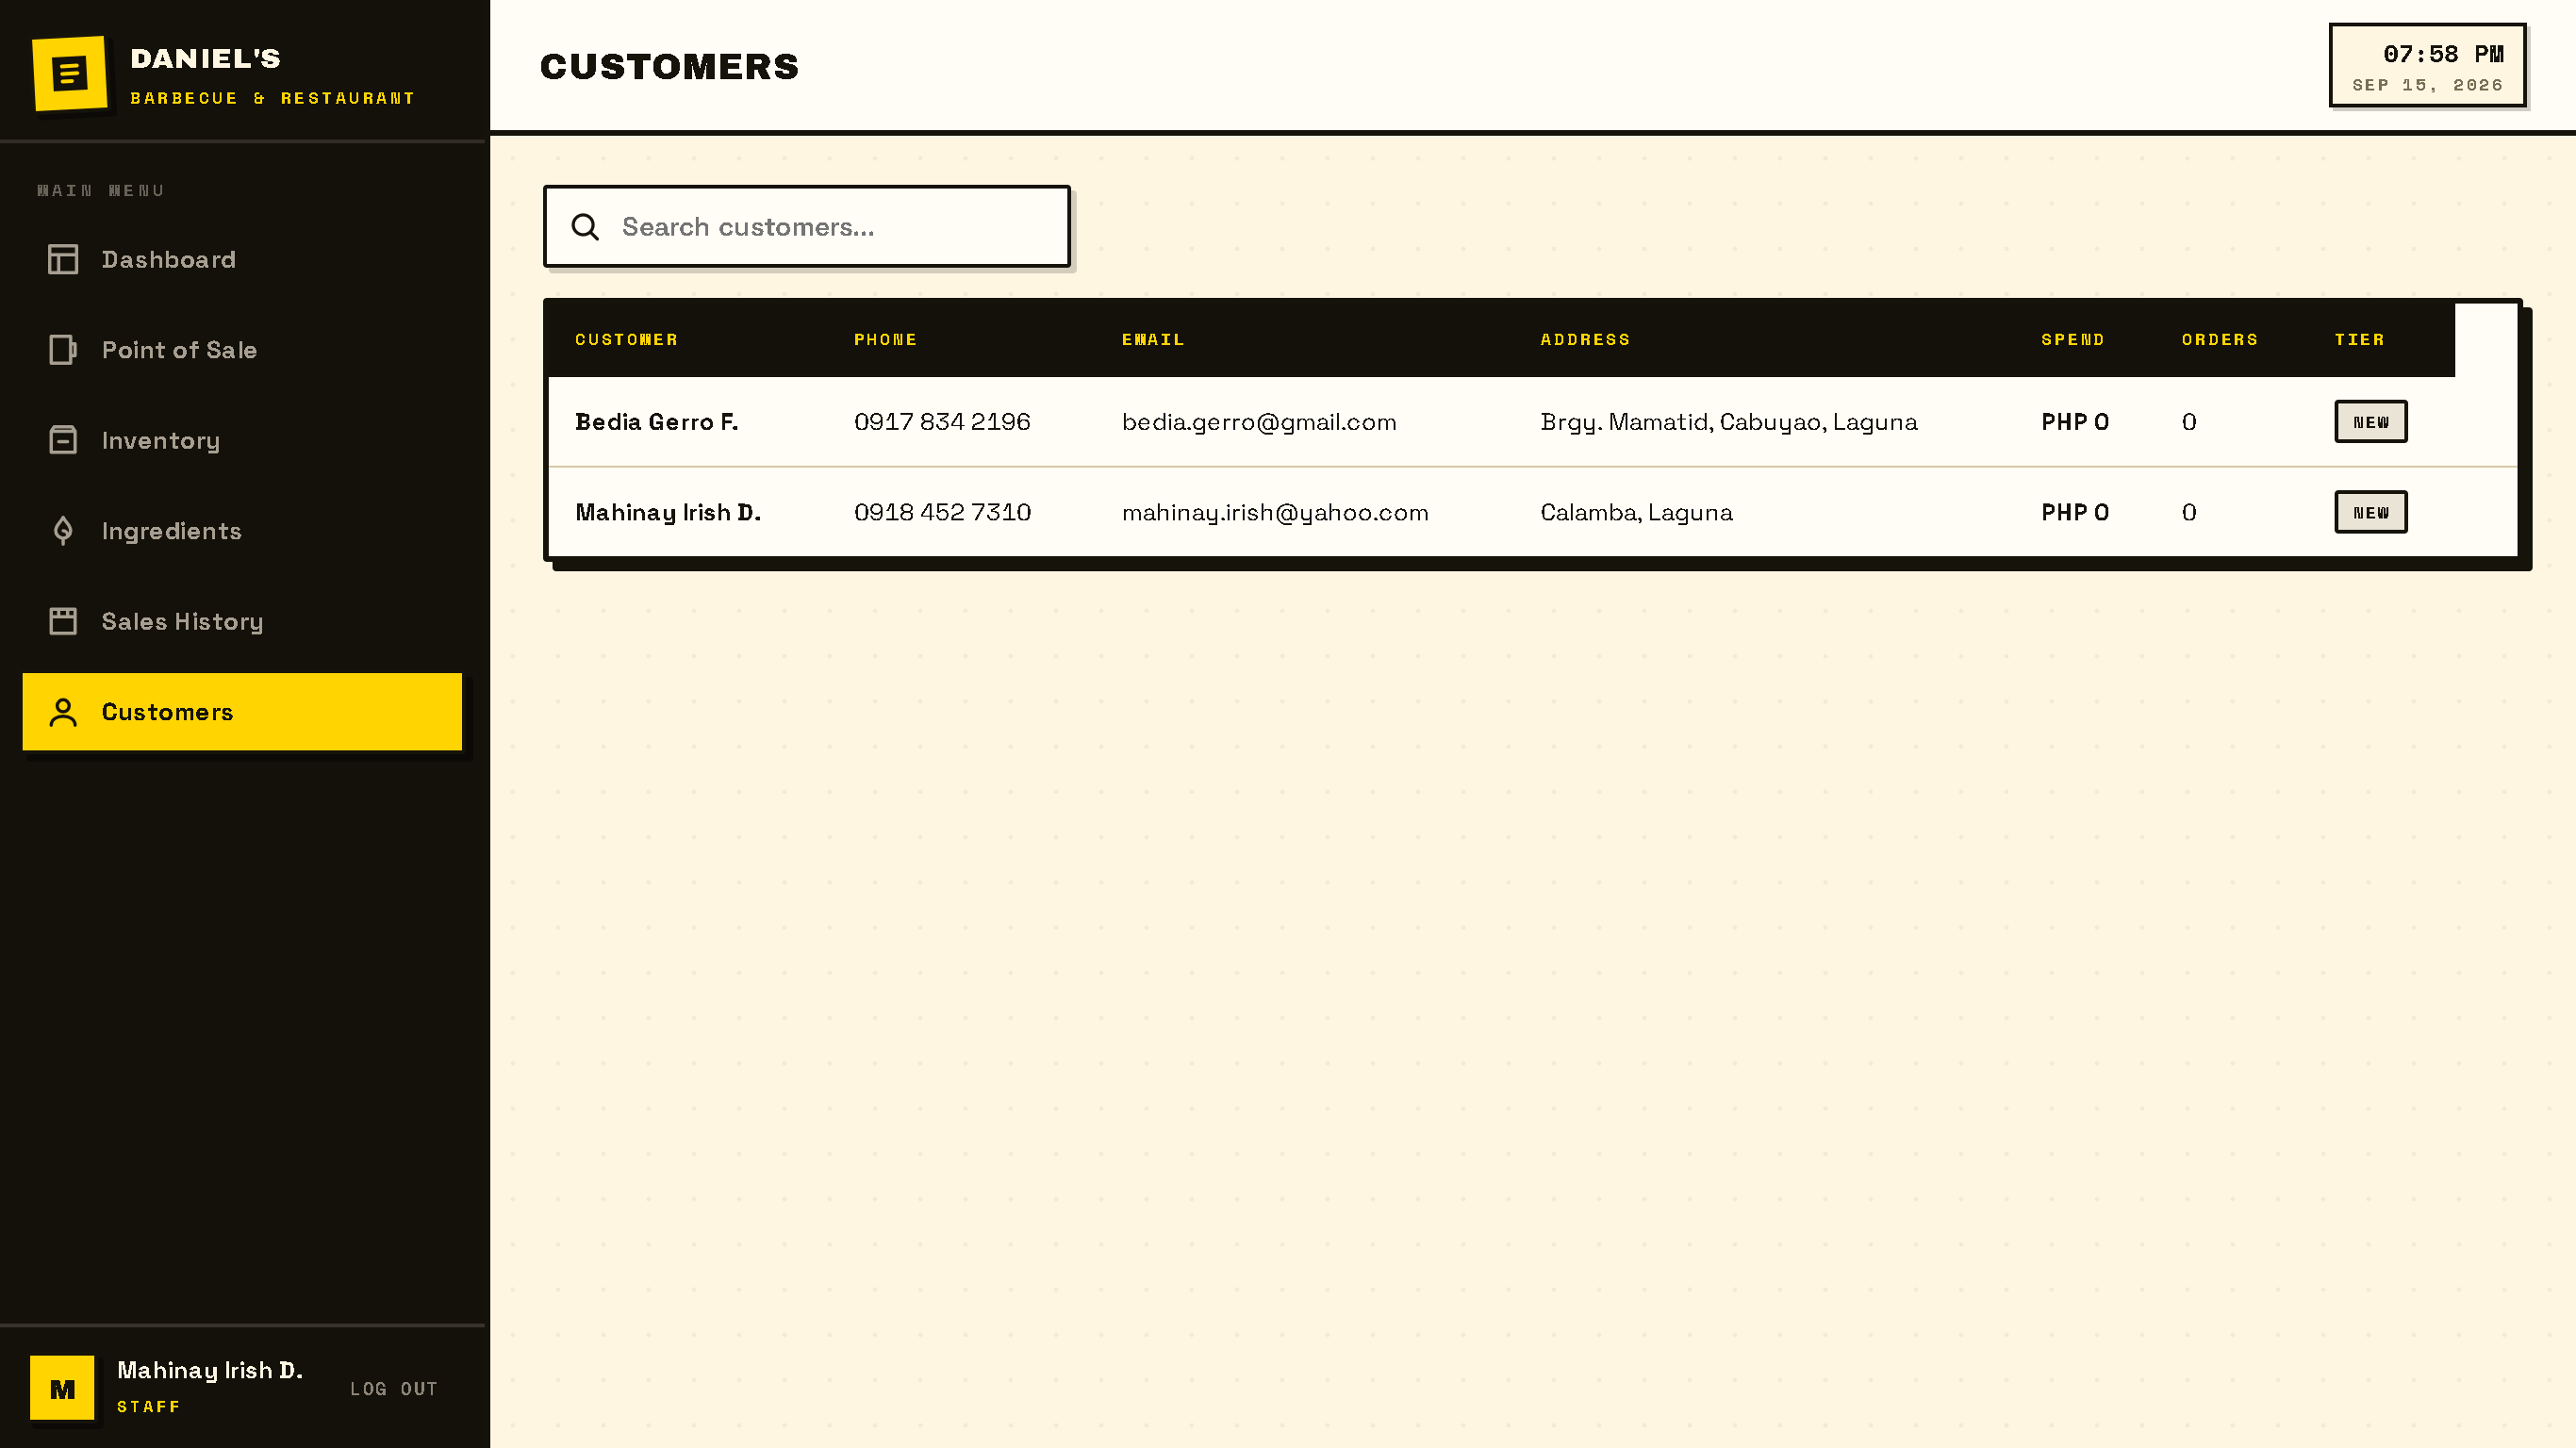 DANIEL'S
BARBECUE & RESTAURANT
MAIN MENU
Dashboard
Point of Sale
Inventory
Ingredients
Sales History
Customers
M
Mahinay Irish D.
STAFF
LOG OUT
CUSTOMERS
07:58 PM
SEP 15, 2026
Search customers...
CUSTOMER PHONE EMAIL ADDRESS SPEND ORDERS TIER
Bedia Gerro F. 0917 834 2196 bedia.gerro@gmail.com Brgy. Mamatid, Cabuyao, Laguna PHP 0 0 NEW
Mahinay Irish D. 0918 452 7310 mahinay.irish@yahoo.com Calamba, Laguna PHP 0 0 NEW